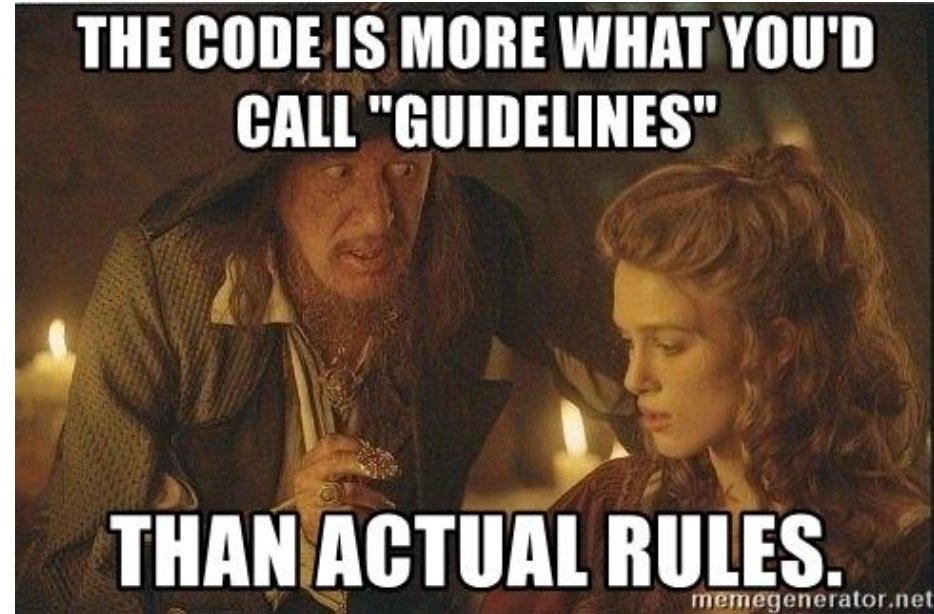 THE CODE IS MORE WHAT YOU'D
CALL "GUIDELINES"
THAN ACTUAL RULES.
memegenerator.net